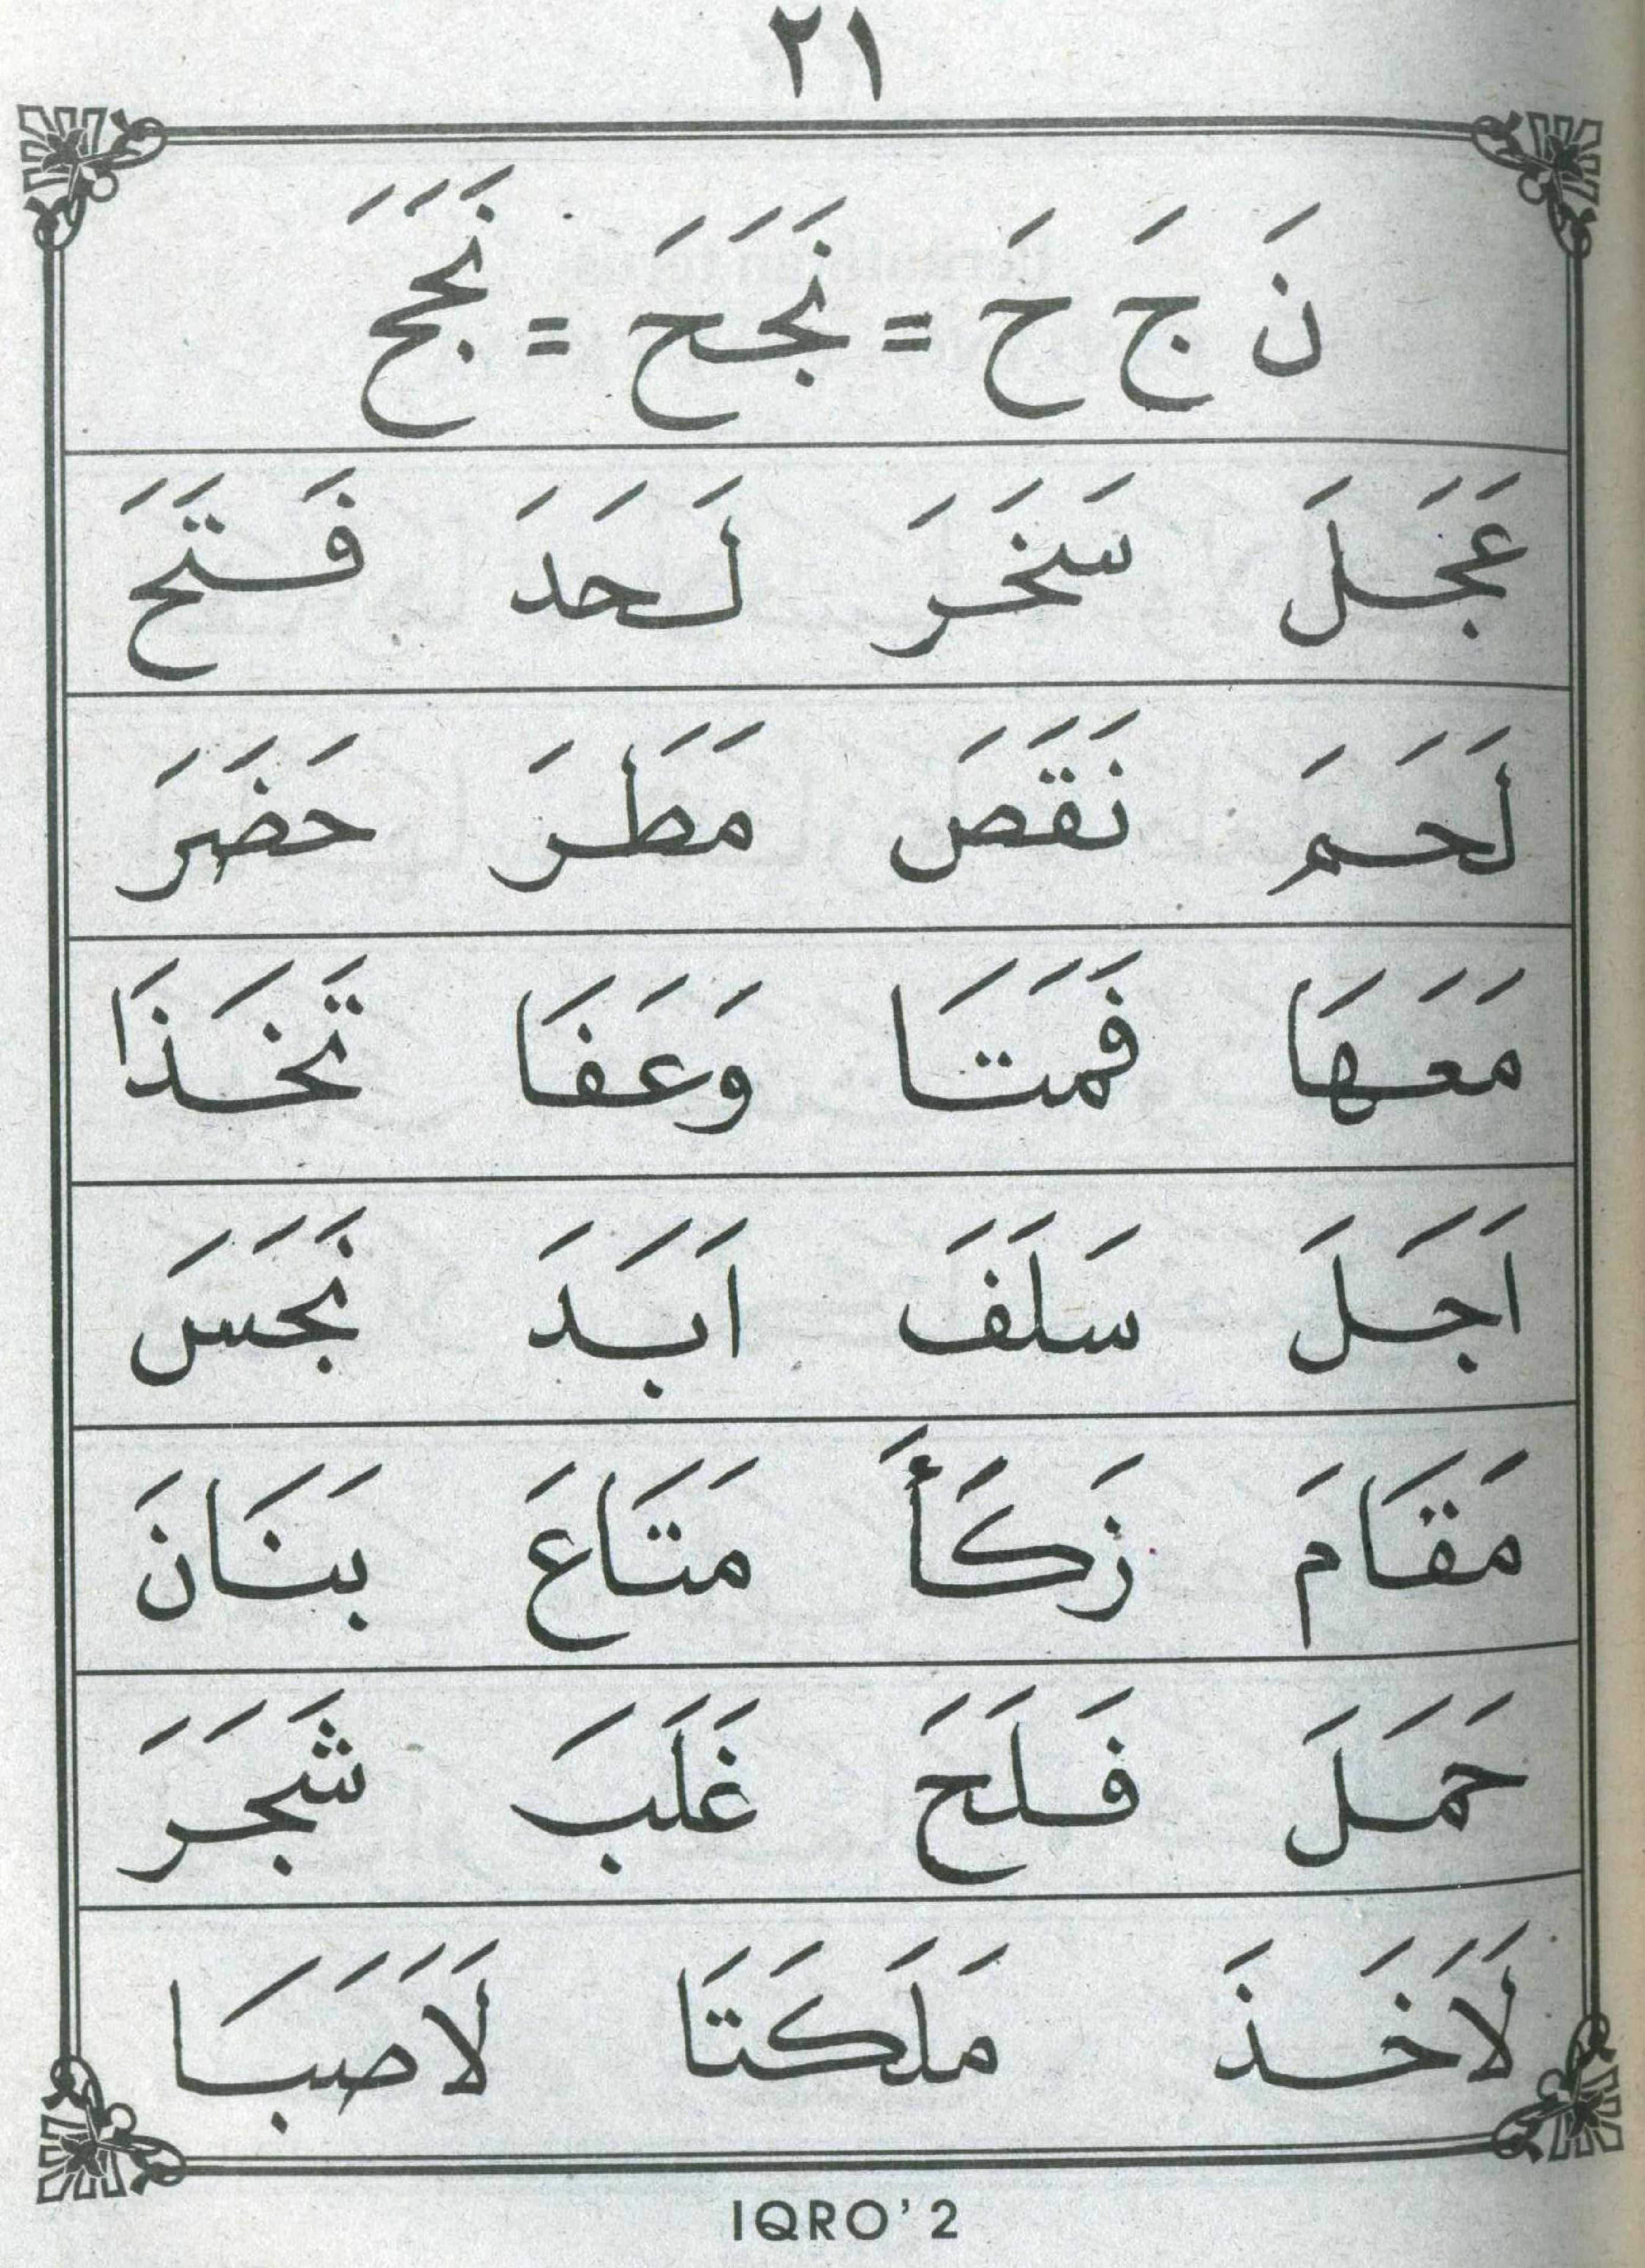 ٢١
نَ جَ حَ = نَجَحَ = نَجَحَ
عَجَلَ سَخَرَ لَحَدَ فَتَحَ
لَحَمَ نَقَصَ مَطَرَ حَضَرَ
مَعَهَا فَمَتَا وَعَفَا تَخَذَا
اَجَلَ سَلَفَ اَبَدَ نَجَسَ
مَقَامَ زَكَأَ مَتَاعَ بَنَانَ
حَمَلَ فَلَحَ غَلَبَ شَجَرَ
لَاَخَذَ مَلَكَتَا لَاَصَبَا
IQRO' 2